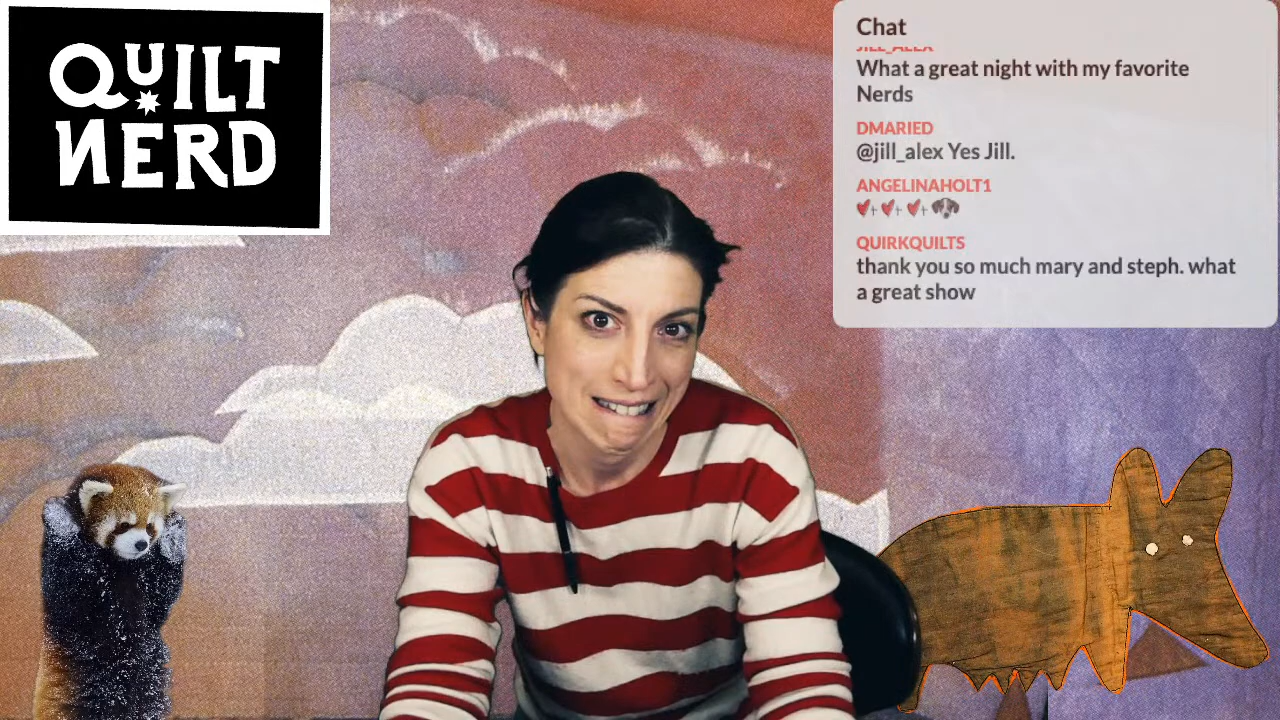 QUILT
NERD
Chat
JILL_ALEX
What a great night with my favorite
Nerds
DMARIED
@jill_alex Yes Jill.
ANGELINAHOLT1
QUIRKQUILTS
thank you so much mary and steph. what
a great show